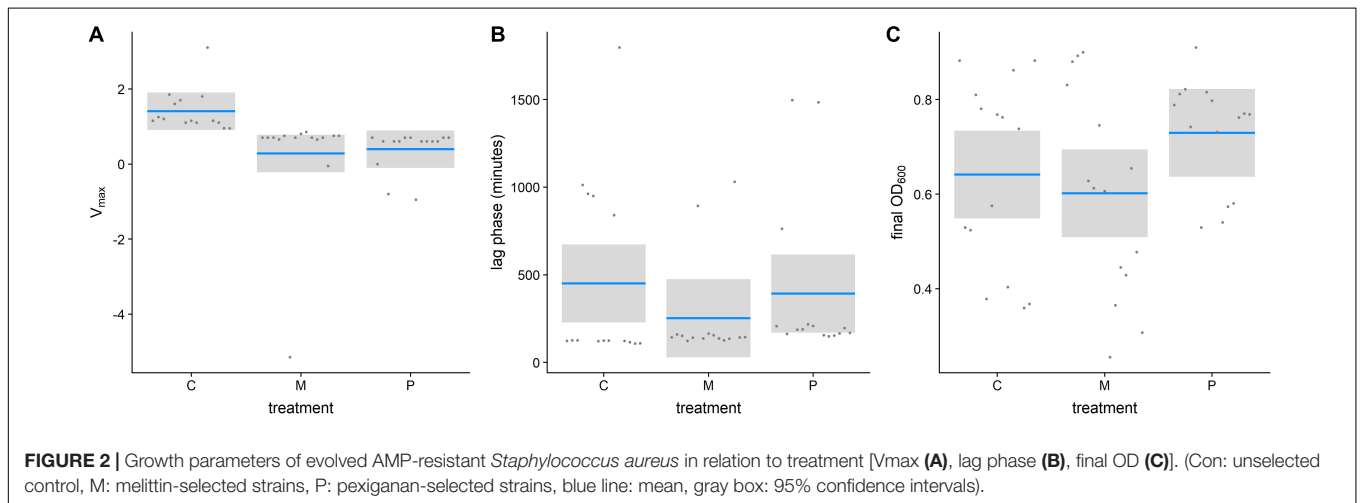 A
B
C
2
0
-2
-4
Vmax
C
M
P
treatment
1500
1000
500
0
lag phase (minutes)
C
M
P
treatment
0.8
0.6
0.4
final OD600
C
M
P
treatment
FIGURE 2 | Growth parameters of evolved AMP-resistant Staphylococcus aureus in relation to treatment [Vmax (A), lag phase (B), final OD (C)]. (Con: unselected
control, M: melittin-selected strains, P: pexiganan-selected strains, blue line: mean, gray box: 95% confidence intervals).